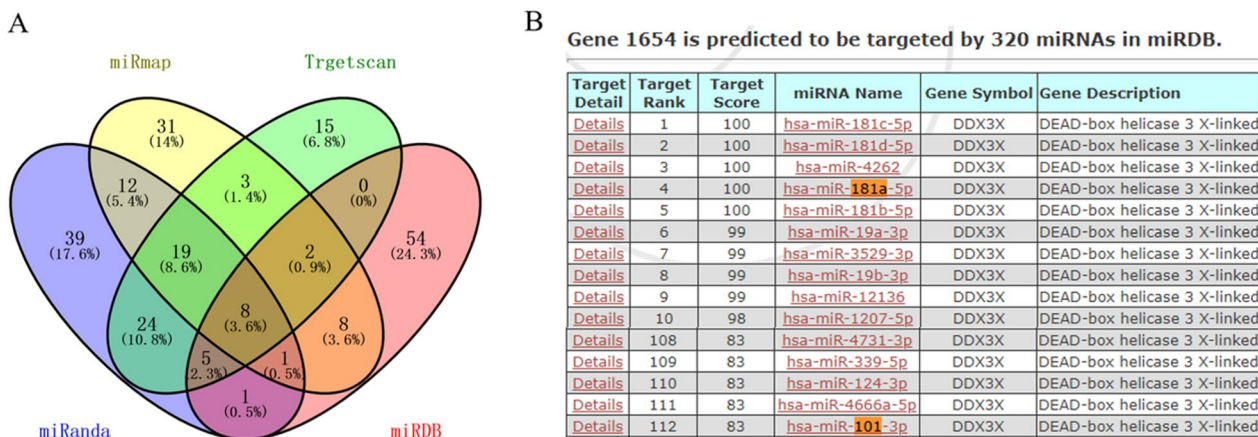 A
miRmap
Trgetscan
31
(14%)
15
(6.8%)
12
(5.4%)
3
(1.4%)
0
(0%)
39
(17.6%)
19
(8.6%)
2
(0.9%)
54
(24.3%)
24
(10.8%)
8
(3.6%)
8
(3.6%)
5
(2.3%)
1
(0.5%)
1
(0.5%)
miRanda
miRDB
B
Gene 1654 is predicted to be targeted by 320 miRNAs in miRDB.
Target Detail Target Rank Target Score miRNA Name Gene Symbol Gene Description
Details 1 100 hsa-miR-181c-5p DDX3X DEAD-box helicase 3 X-linked
Details 2 100 hsa-miR-181d-5p DDX3X DEAD-box helicase 3 X-linked
Details 3 100 hsa-miR-4262 DDX3X DEAD-box helicase 3 X-linked
Details 4 100 hsa-miR-181a-5p DDX3X DEAD-box helicase 3 X-linked
Details 5 100 hsa-miR-181b-5p DDX3X DEAD-box helicase 3 X-linked
Details 6 99 hsa-miR-19a-3p DDX3X DEAD-box helicase 3 X-linked
Details 7 99 hsa-miR-3529-3p DDX3X DEAD-box helicase 3 X-linked
Details 8 99 hsa-miR-19b-3p DDX3X DEAD-box helicase 3 X-linked
Details 9 99 hsa-miR-12136 DDX3X DEAD-box helicase 3 X-linked
Details 10 98 hsa-miR-1207-5p DDX3X DEAD-box helicase 3 X-linked
Details 108 83 hsa-miR-4731-3p DDX3X DEAD-box helicase 3 X-linked
Details 109 83 hsa-miR-339-5p DDX3X DEAD-box helicase 3 X-linked
Details 110 83 hsa-miR-124-3p DDX3X DEAD-box helicase 3 X-linked
Details 111 83 hsa-miR-4666a-5p DDX3X DEAD-box helicase 3 X-linked
Details 112 83 hsa-miR-101-3p DDX3X DEAD-box helicase 3 X-linked